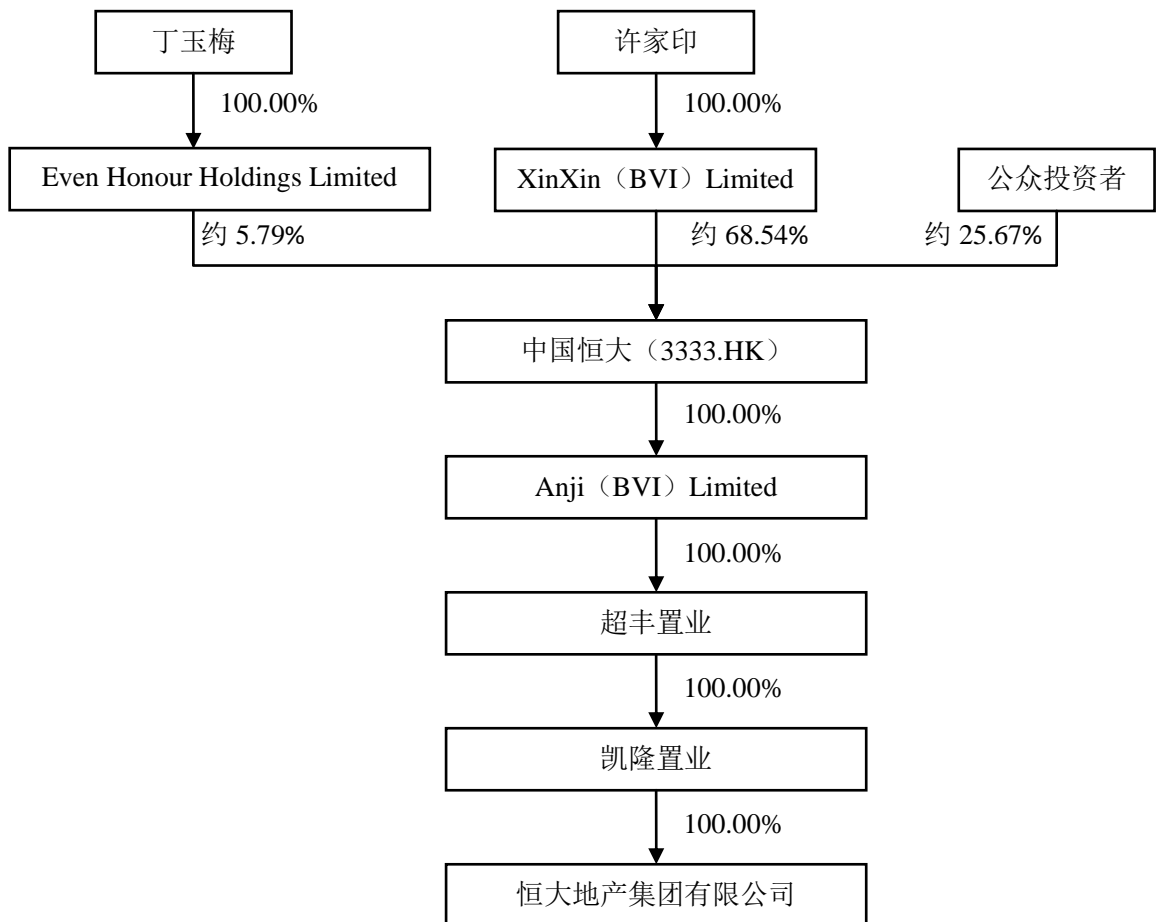 丁玉梅
许家印
100.00%
100.00%
Even Honour Holdings Limited
XinXin（BVI）Limited
公众投资者
约 5.79%
约 68.54%
约 25.67%
中国恒大（3333.HK）
100.00%
Anji（BVI）Limited
100.00%
超丰置业
100.00%
凯隆置业
100.00%
恒大地产集团有限公司